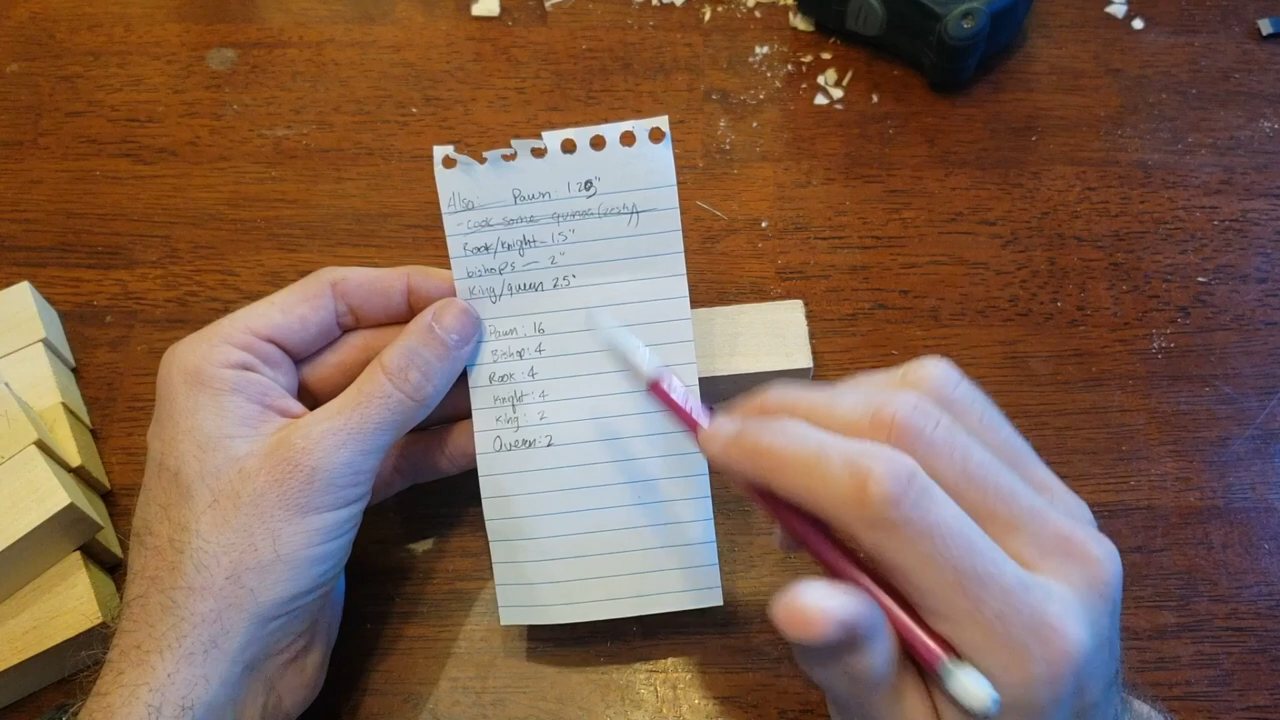 Also: Pawn: 1.25"
- cook some quinoa (zesty)
Rook/Knight - 1.5"
bishops - 2"
King/queen 2.5"
Pawn: 16
Bishop: 4
Rook: 4
Knight: 4
King: 2
Queen: 2